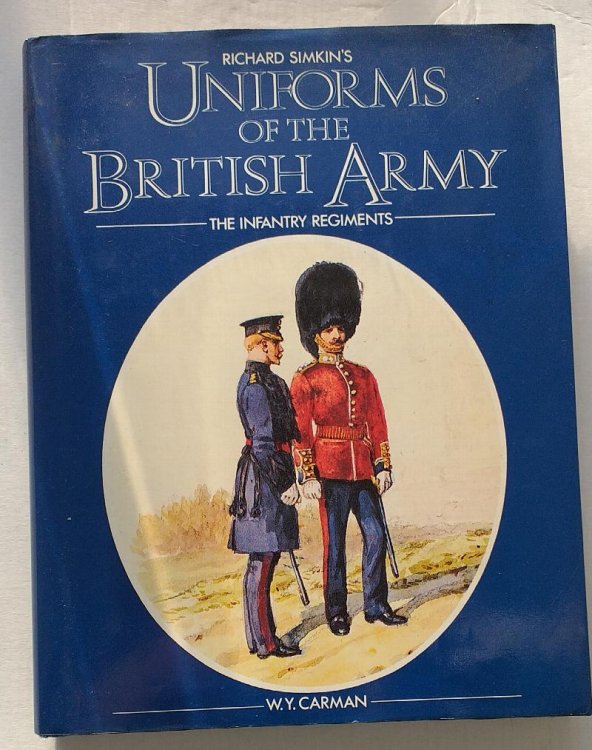 RICHARD SIMKIN'S
UNIFORMS
OF THE
BRITISH ARMY
THE INFANTRY REGIMENTS
W.Y. CARMAN